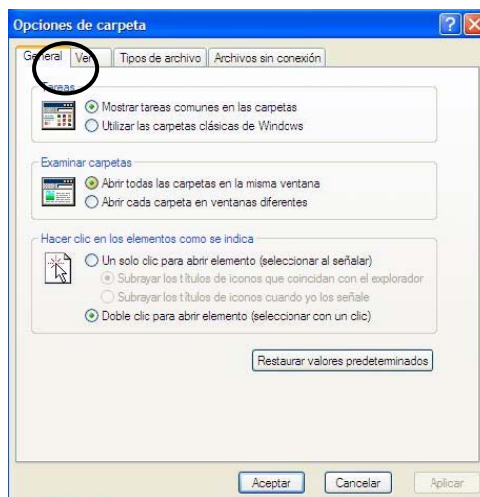 Opciones de carpeta
General Ver Tipos de archivo Archivos sin conexión
Tareas
Mostrar tareas comunes en las carpetas
Utilizar las carpetas clásicas de Windows
Examinar carpetas
Abrir todas las carpetas en la misma ventana
Abrir cada carpeta en ventanas diferentes
Hacer clic en los elementos como se indica
Un solo clic para abrir elemento (seleccionar al señalar)
Subrayar los títulos de iconos que coincidan con el explorador
Subrayar los títulos de iconos cuando yo los señale
Doble clic para abrir elemento (seleccionar con un clic)
Restaurar valores predeterminados
Aceptar Cancelar Aplicar